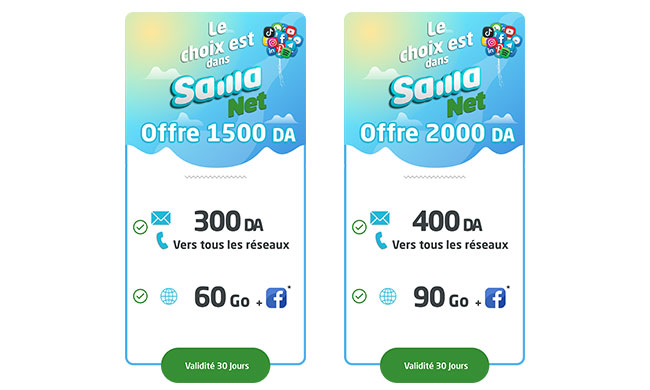 Le
choix est
dans
Sama
Net
Offre 1500 DA
300 DA
Vers tous les réseaux
60 Go + f*
Validité 30 Jours
Le
choix est
dans
Sama
Net
Offre 2000 DA
400 DA
Vers tous les réseaux
90 Go + f*
Validité 30 Jours